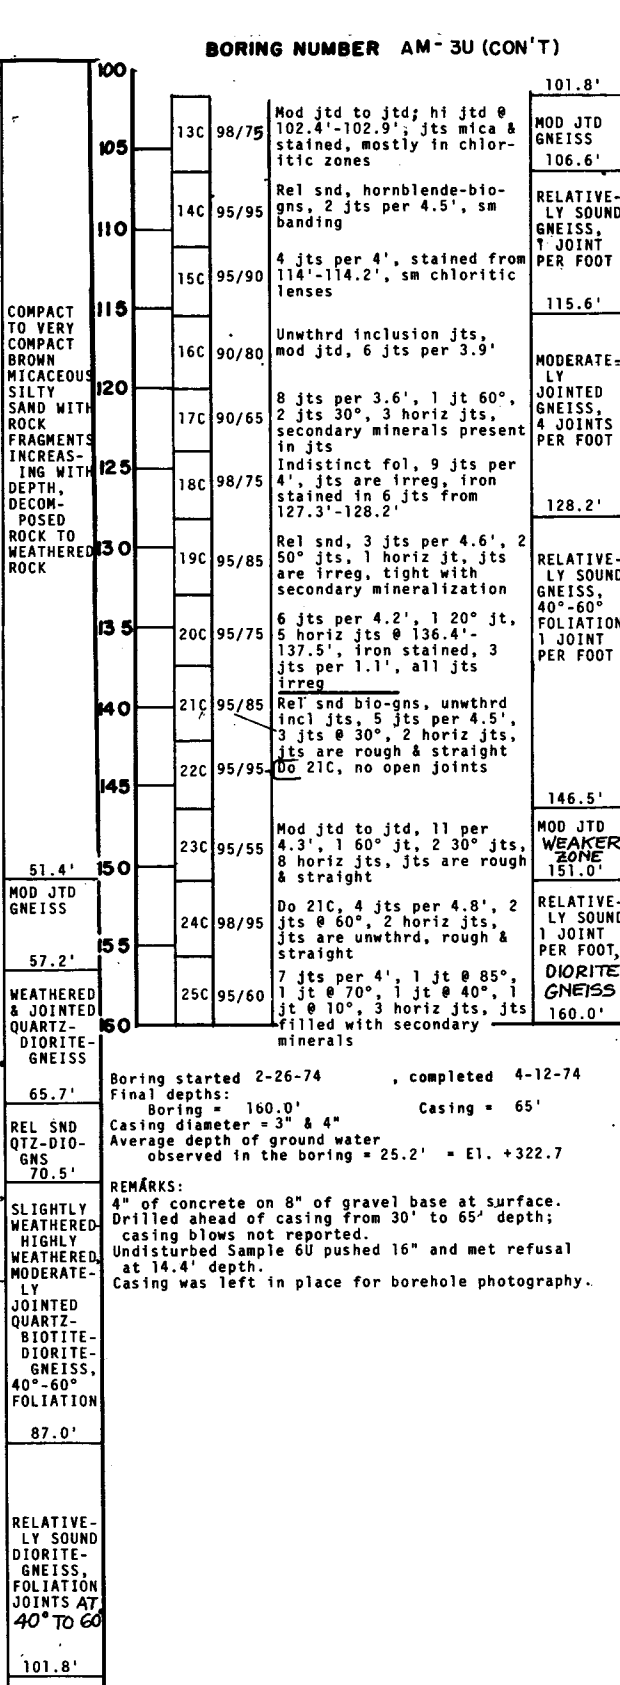 BORING NUMBER AM-3U (CON'T)
COMPACT
TO VERY
COMPACT
BROWN
MICACEOUS
SILTY
SAND WITH
ROCK
FRAGMENTS
INCREAS-
ING WITH
DEPTH,
DECOM-
POSED
ROCK TO
WEATHERED
ROCK
51.4'
MOD JTD
GNEISS
57.2'
WEATHERED
& JOINTED
QUARTZ-
DIORITE-
GNEISS
65.7'
REL SND
QTZ-DIO-
GNS
70.5'
SLIGHTLY
WEATHERED-
HIGHLY
WEATHERED,
MODERATE-
LY
JOINTED
QUARTZ-
BIOTITE-
DIORITE-
GNEISS,
40°-60°
FOLIATION
87.0'
RELATIVE-
LY SOUND
DIORITE-
GNEISS,
FOLIATION
JOINTS AT
40° TO 60
101.8'
100
105
110
115
120
125
130
135
140
145
150
155
160
13C 98/75
Mod jtd to jtd; hi jtd @
102.4'-102.9'; jts mica &
stained, mostly in chlor-
itic zones
14C 95/95
Rel snd, hornblende-bio-
gns, 2 jts per 4.5', sm
banding
15C 95/90
4 jts per 4', stained from
114'-114.2', sm chloritic
lenses
16C 90/80
Unwthrd inclusion jts,
mod jtd, 6 jts per 3.9'
17C 90/65
8 jts per 3.6', 1 jt 60°,
2 jts 30°, 3 horiz jts,
secondary minerals present
in jts
18C 98/75
Indistinct fol, 9 jts per
4', jts are irreg, iron
stained in 6 jts from
127.3'-128.2'
19C 95/85
Rel snd, 3 jts per 4.6', 2
50° jts, 1 horiz jt, jts
are irreg, tight with
secondary mineralization
20C 95/75
6 jts per 4.2', 1 20° jt,
5 horiz jts @ 136.4'-
137.5', iron stained, 3
jts per 1.1', all jts
irreg
21C 95/85
Rel snd bio-gns, unwthrd
incl jts, 5 jts per 4.5',
3 jts @ 30°, 2 horiz jts,
jts are rough & straight
22C 95/95
Do 21C, no open joints
23C 95/55
Mod jtd to jtd, 11 per
4.3', 1 60° jt, 2 30° jts,
8 horiz jts, jts are rough
& straight
24C 98/95
Do 21C, 4 jts per 4.8', 2
jts @ 60°, 2 horiz jts,
jts are unwthrd, rough &
straight
25C 95/60
7 jts per 4', 1 jt @ 85°,
1 jt @ 70°, 1 jt @ 40°, 1
jt @ 10°, 3 horiz jts, jts
filled with secondary
minerals
101.8'
MOD JTD
GNEISS
106.6'
RELATIVE-
LY SOUND
GNEISS,
1 JOINT
PER FOOT
115.6'
MODERATE=
LY
JOINTED
GNEISS,
4 JOINTS
PER FOOT
128.2'
RELATIVE-
LY SOUND
GNEISS,
40°-60°
FOLIATION
1 JOINT
PER FOOT
146.5'
MOD JTD
WEAKER
ZONE
151.0'
RELATIVE-
LY SOUND
1 JOINT
PER FOOT,
DIORITE
GNEISS
160.0'
Boring started 2-26-74 , completed 4-12-74
Final depths:
Boring = 160.0' Casing = 65'
Casing diameter = 3" & 4"
Average depth of ground water
observed in the boring = 25.2' = El. +322.7
REMARKS:
4" of concrete on 8" of gravel base at surface.
Drilled ahead of casing from 30' to 65' depth;
casing blows not reported.
Undisturbed Sample 6U pushed 16" and met refusal
at 14.4' depth.
Casing was left in place for borehole photography.